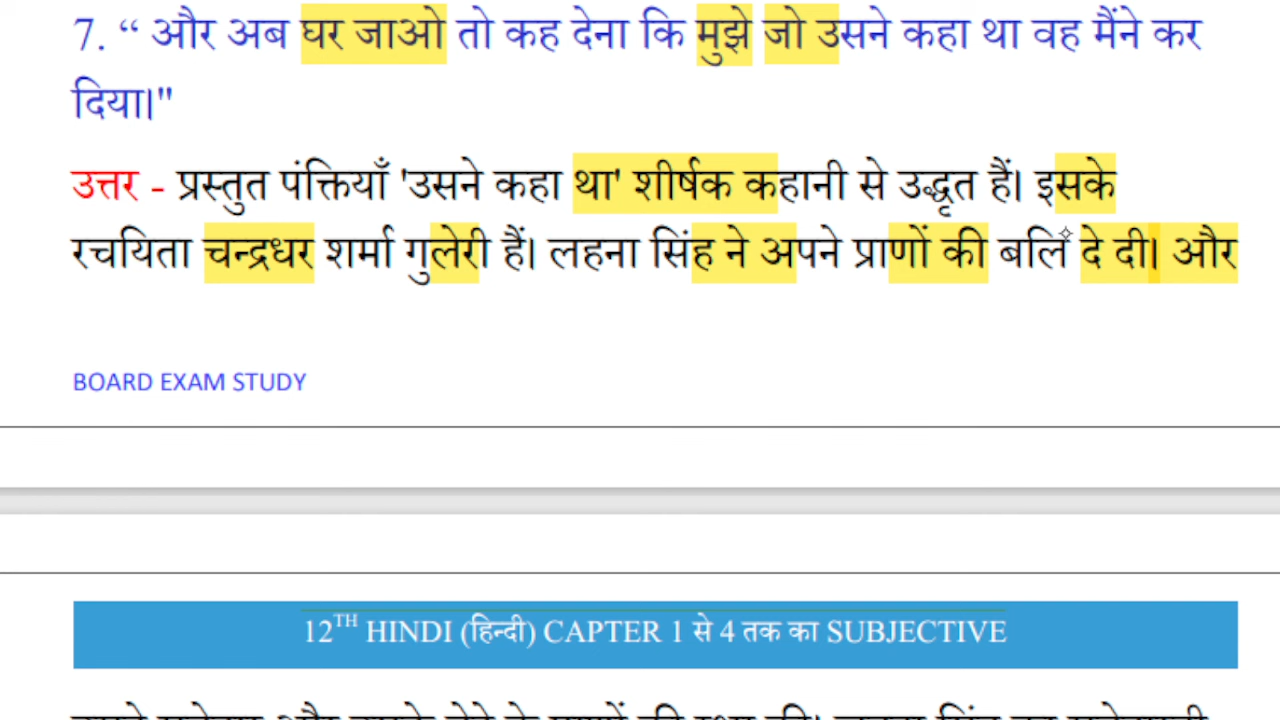 7. “ और अब घर जाओ तो कह देना कि मुझे जो उसने कहा था वह मैंने कर
दिया।"
उत्तर - प्रस्तुत पंक्तियाँ 'उसने कहा था' शीर्षक कहानी से उद्धृत हैं। इसके
रचयिता चन्द्रधर शर्मा गुलेरी हैं। लहना सिंह ने अपने प्राणों की बलि दे दी। और
BOARD EXAM STUDY
12TH HINDI (हिन्दी) CAPTER 1 से 4 तक का SUBJECTIVE